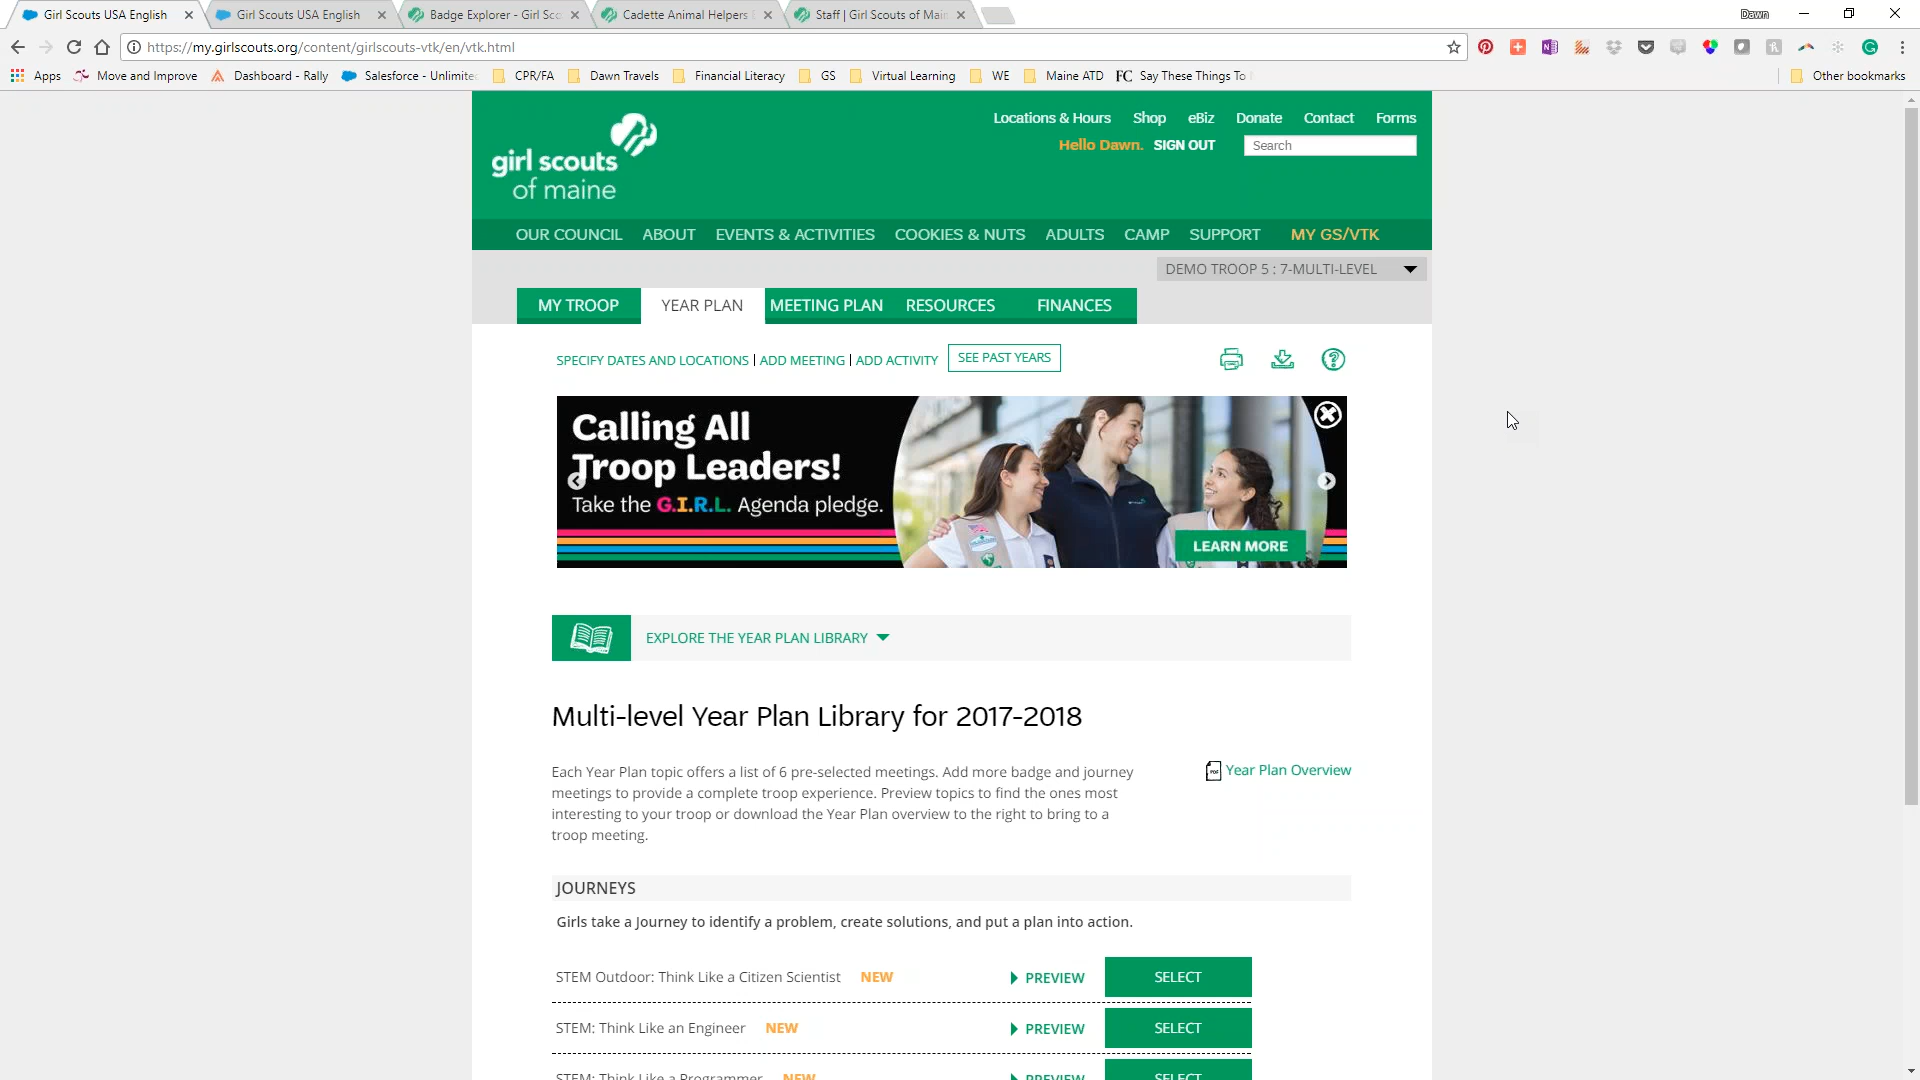 Girl Scouts USA English
Girl Scouts USA English
Badge Explorer - Girl Sc
Cadette Animal Helpers
Staff | Girl Scouts of Main
Dawn
https://my.girlscouts.org/content/girlscouts-vtk/en/vtk.html
Apps
Move and Improve
Dashboard - Rally
Salesforce - Unlimite
CPR/FA
Dawn Travels
Financial Literacy
GS
Virtual Learning
WE
Maine ATD
FC Say These Things To
Other bookmarks
Locations & Hours Shop eBiz Donate Contact Forms
Hello Dawn. SIGN OUT
Search
girl scouts
of maine
OUR COUNCIL ABOUT EVENTS & ACTIVITIES COOKIES & NUTS ADULTS CAMP SUPPORT MY GS/VTK
DEMO TROOP 5 : 7-MULTI-LEVEL
MY TROOP YEAR PLAN MEETING PLAN RESOURCES FINANCES
SPECIFY DATES AND LOCATIONS | ADD MEETING | ADD ACTIVITY SEE PAST YEARS
Calling All
Troop Leaders!
Take the G.I.R.L. Agenda pledge.
LEARN MORE
EXPLORE THE YEAR PLAN LIBRARY
Multi-level Year Plan Library for 2017-2018
Each Year Plan topic offers a list of 6 pre-selected meetings. Add more badge and journey
meetings to provide a complete troop experience. Preview topics to find the ones most
interesting to your troop or download the Year Plan overview to the right to bring to a
troop meeting.
PDF Year Plan Overview
JOURNEYS
Girls take a Journey to identify a problem, create solutions, and put a plan into action.
STEM Outdoor: Think Like a Citizen Scientist NEW PREVIEW SELECT
STEM: Think Like an Engineer NEW PREVIEW SELECT
STEM: Think Like a Programmer NEW PREVIEW SELECT